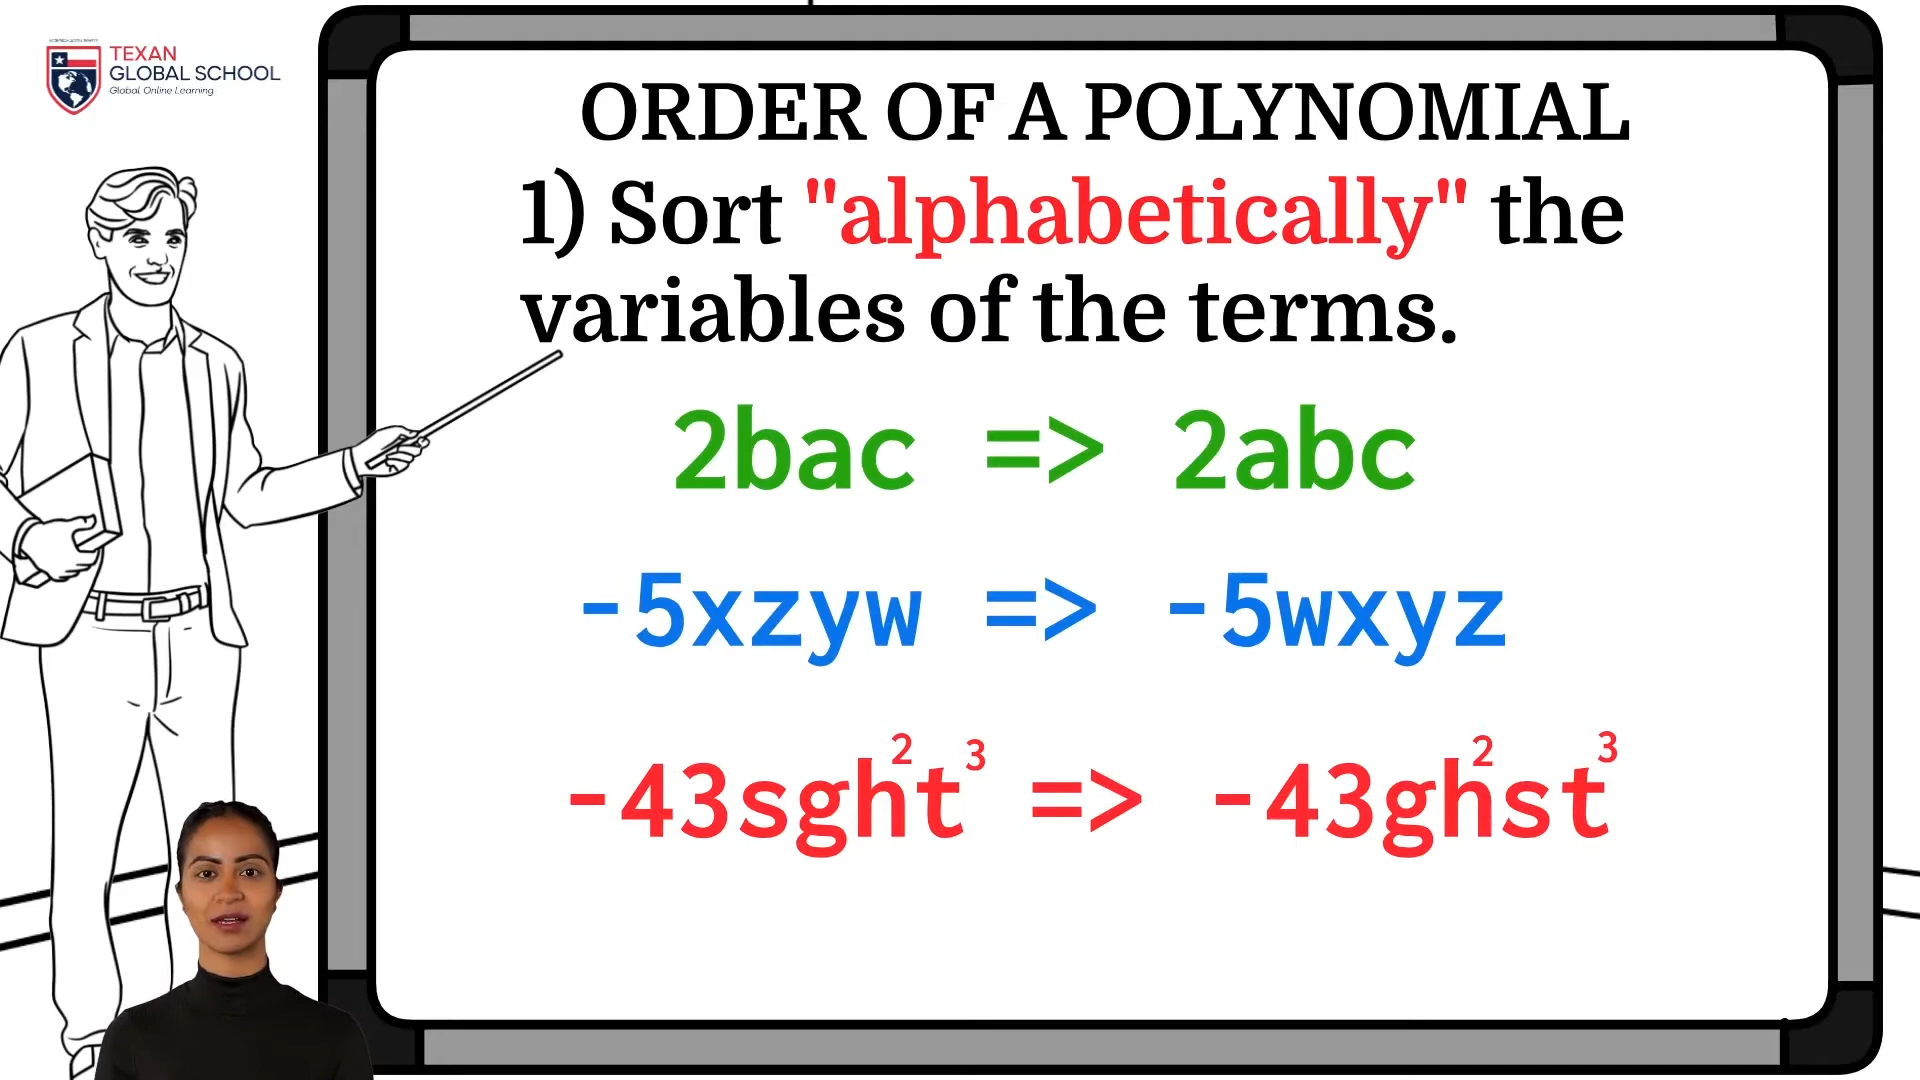 TEXAN
GLOBAL SCHOOL
Global Online Learning
ORDER OF A POLYNOMIAL
1) Sort "alphabetically" the
variables of the terms.
2bac => 2abc
-5xzyw => -5wxyz
-43sgh²t³ => -43gh²st³